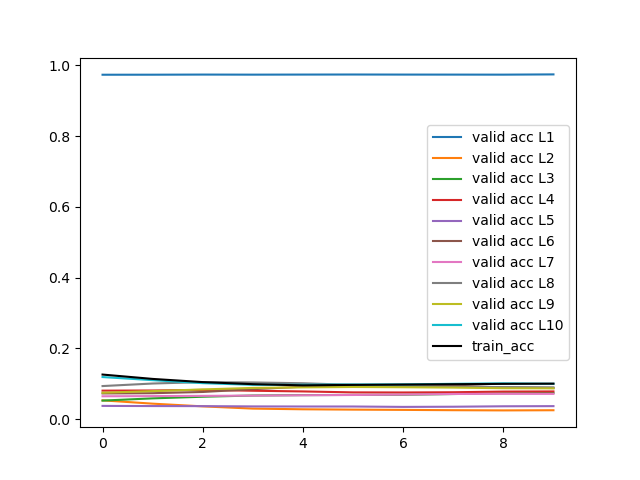 1.0
0.8
0.6
0.4
0.2
0.0
valid acc L1
valid acc L2
valid acc L3
valid acc L4
valid acc L5
valid acc L6
valid acc L7
valid acc L8
valid acc L9
valid acc L10
train_acc
0 2 4 6 8